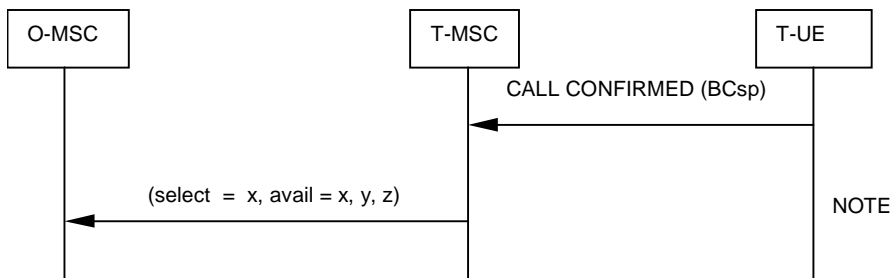 O-MSC
T-MSC
T-UE
CALL CONFIRMED (BCsp)
(select = x, avail = x, y, z)
NOTE